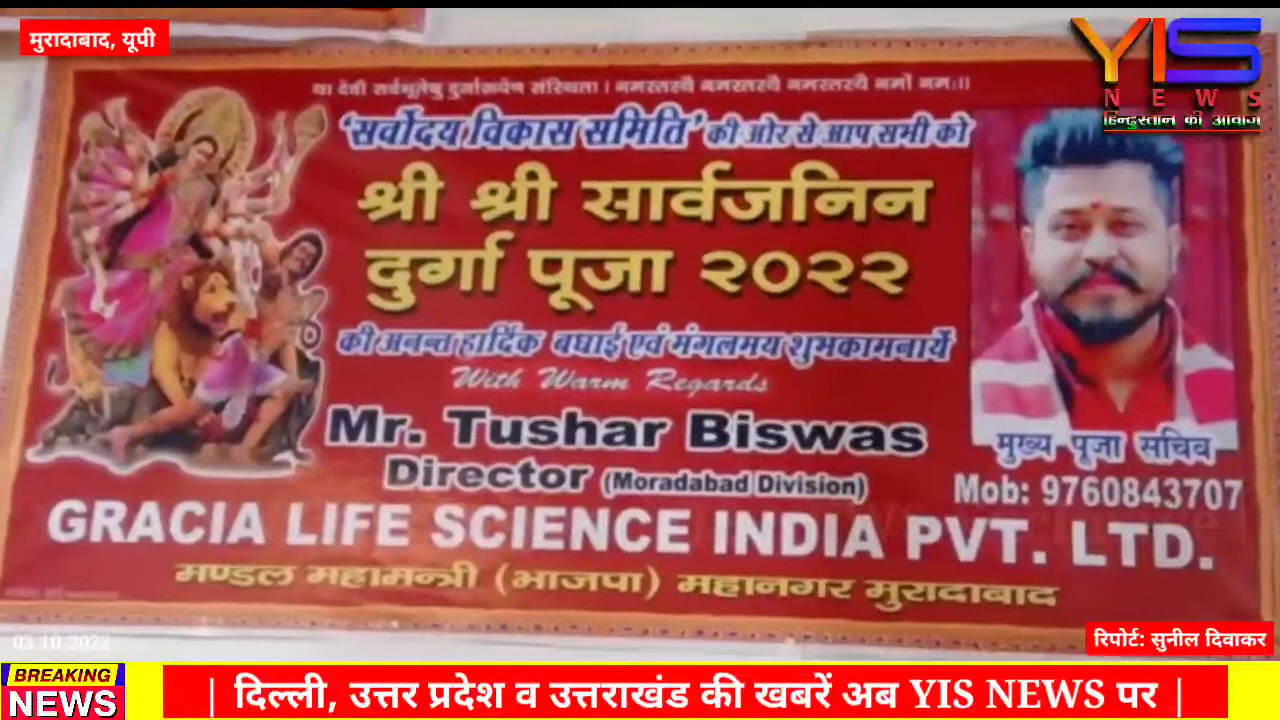 मुरादाबाद, यूपी
YIS
NEWS
हिन्दुस्तान की आवाज
या देवी सर्वभूतेषु दुर्गारूपेण संस्थिता। नमस्तस्यै नमस्तस्यै नमस्तस्यै नमों नमः।।
'सर्वोदय विकास समिति' की ओर से आप सभी को
श्री श्री सार्वजनिन
दुर्गा पूजा २०२२
की अनन्त हार्दिक बधाई एवं मंगलमय शुभकामनायें
With Warm Regards
Mr. Tushar Biswas
Director (Moradabad Division)
मुख्य पूजा सचिव
Mob: 9760843707
GRACIA LIFE SCIENCE INDIA PVT. LTD.
मण्डल महामन्त्री (भाजपा) महानगर मुरादाबाद
03.10.2022
रिपोर्ट: सुनील दिवाकर
BREAKING
NEWS
| दिल्ली, उत्तर प्रदेश व उत्तराखंड की खबरें अब YIS NEWS पर |